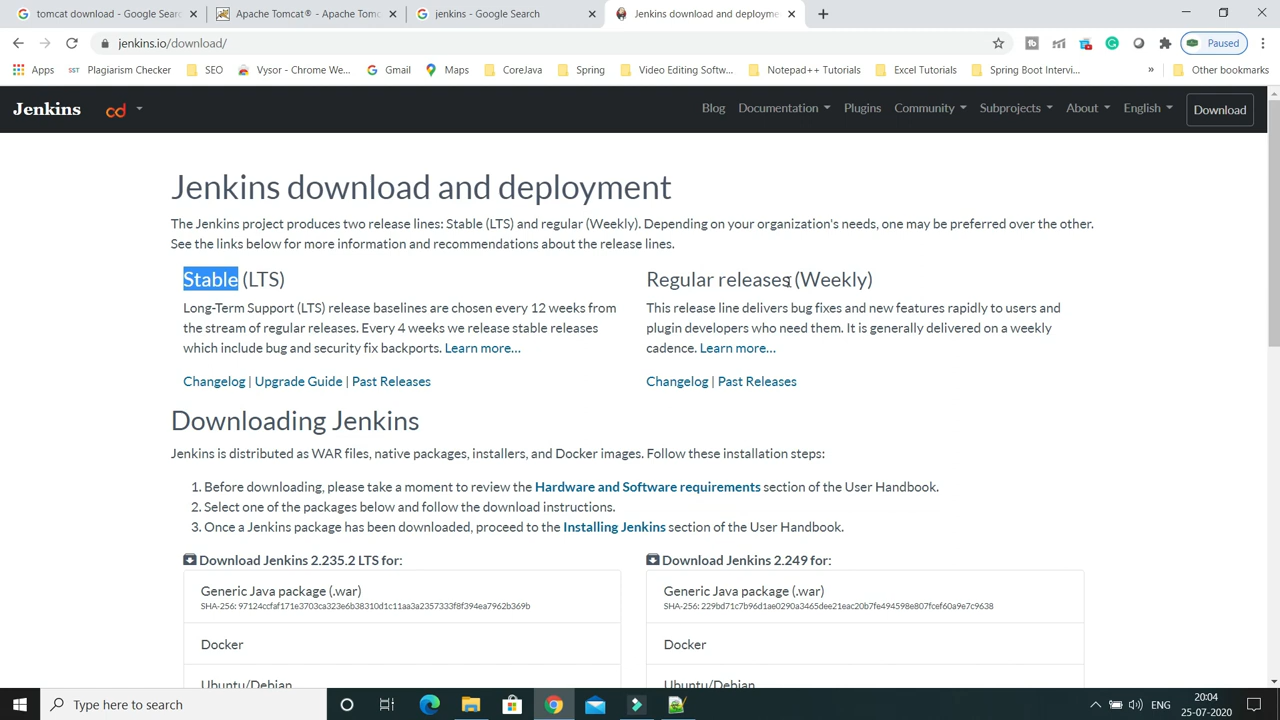 tomcat download - Google Searc
Apache Tomcat® - Apache Tomc
jenkins - Google Search
Jenkins download and deployme
jenkins.io/download/
Paused
Apps
SST
Plagiarism Checker
SEO
Vysor - Chrome We...
Gmail
Maps
CoreJava
Spring
Video Editing Softw...
Notepad++ Tutorials
Excel Tutorials
Spring Boot Intervi...
»
Other bookmarks
Jenkins
cd
Blog
Documentation
Plugins
Community
Subprojects
About
English
Download
Jenkins download and deployment
The Jenkins project produces two release lines: Stable (LTS) and regular (Weekly). Depending on your organization's needs, one may be preferred over the other.
See the links below for more information and recommendations about the release lines.
Stable (LTS)
Long-Term Support (LTS) release baselines are chosen every 12 weeks from
the stream of regular releases. Every 4 weeks we release stable releases
which include bug and security fix backports. Learn more...
Changelog | Upgrade Guide | Past Releases
Regular releases (Weekly)
This release line delivers bug fixes and new features rapidly to users and
plugin developers who need them. It is generally delivered on a weekly
cadence. Learn more...
Changelog | Past Releases
Downloading Jenkins
Jenkins is distributed as WAR files, native packages, installers, and Docker images. Follow these installation steps:
1. Before downloading, please take a moment to review the Hardware and Software requirements section of the User Handbook.
2. Select one of the packages below and follow the download instructions.
3. Once a Jenkins package has been downloaded, proceed to the Installing Jenkins section of the User Handbook.
Download Jenkins 2.235.2 LTS for:
Generic Java package (.war)
SHA-256: 97124ccfaf171e3703ca323e6b38310d1c11aa3a2357333f8f394ea7962b369b
Docker
Ubuntu/Debian
Download Jenkins 2.249 for:
Generic Java package (.war)
SHA-256: 229bd71c7b96d1ae0290a3465dee21eac20b7fe494598e807fcef60a9e7c9638
Docker
Ubuntu/Debian
Type here to search
ENG
20:04
25-07-2020